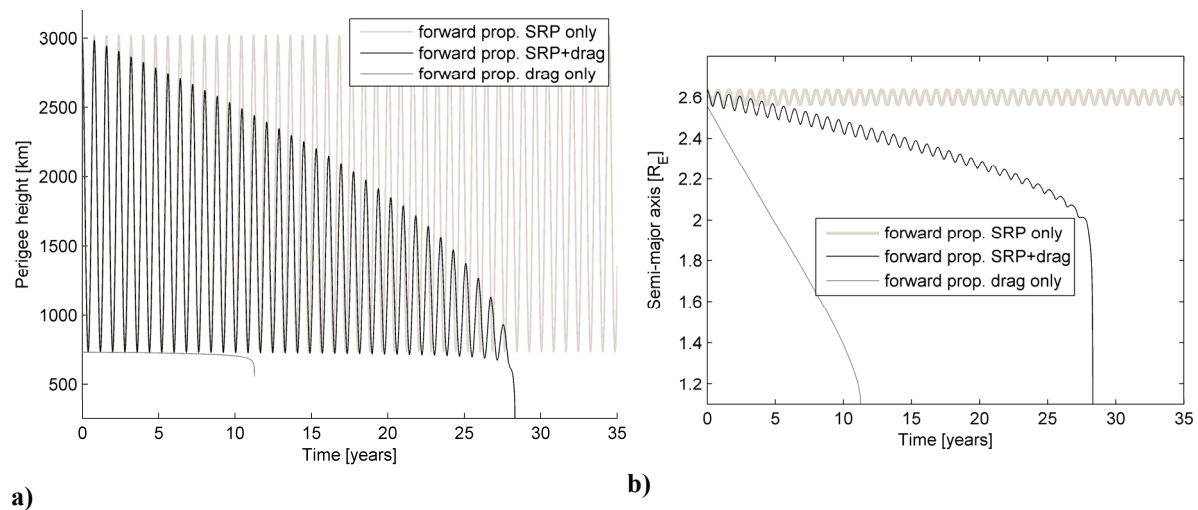 3000
2500
2000
1500
1000
500
Perigee height [km]
forward prop. SRP only
forward prop. SRP+drag
forward prop. drag only
0 5 10 15 20 25 30 35
Time [years]
a)
2.6
2.4
2.2
2
1.8
1.6
1.4
1.2
Semi-major axis [R_E]
forward prop. SRP only
forward prop. SRP+drag
forward prop. drag only
0 5 10 15 20 25 30 35
Time [years]
b)